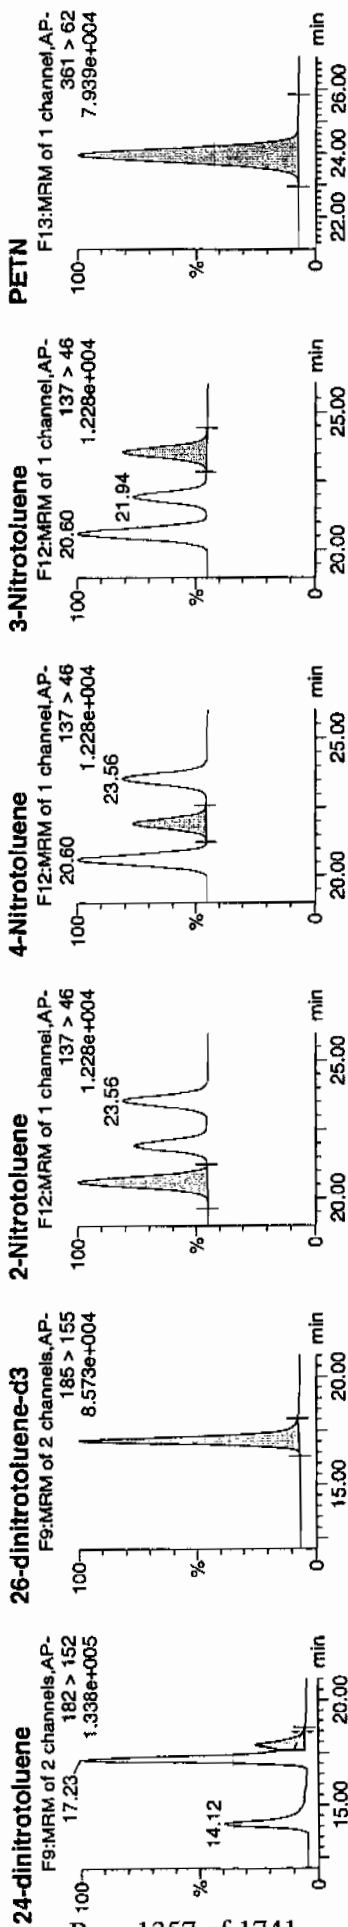 24-dinitrotoluene
F9:MRM of 2 channels,AP-
182 > 152
1.338e+005
100
17.23
14.12
%
0
15.00
20.00
min
26-dinitrotoluene-d3
F9:MRM of 2 channels,AP-
185 > 155
8.573e+004
100
%
0
15.00
20.00
min
2-Nitrotoluene
F12:MRM of 1 channel,AP-
137 > 46
1.228e+004
100
23.56
%
0
20.00
25.00
min
4-Nitrotoluene
F12:MRM of 1 channel,AP-
137 > 46
1.228e+004
100
20.60
23.56
%
0
20.00
25.00
min
3-Nitrotoluene
F12:MRM of 1 channel,AP-
137 > 46
1.228e+004
100
20.60
21.94
%
0
20.00
25.00
min
PETN
F13:MRM of 1 channel,AP-
361 > 62
7.939e+004
100
%
0
22.00
24.00
26.00
min
1357 of 1741